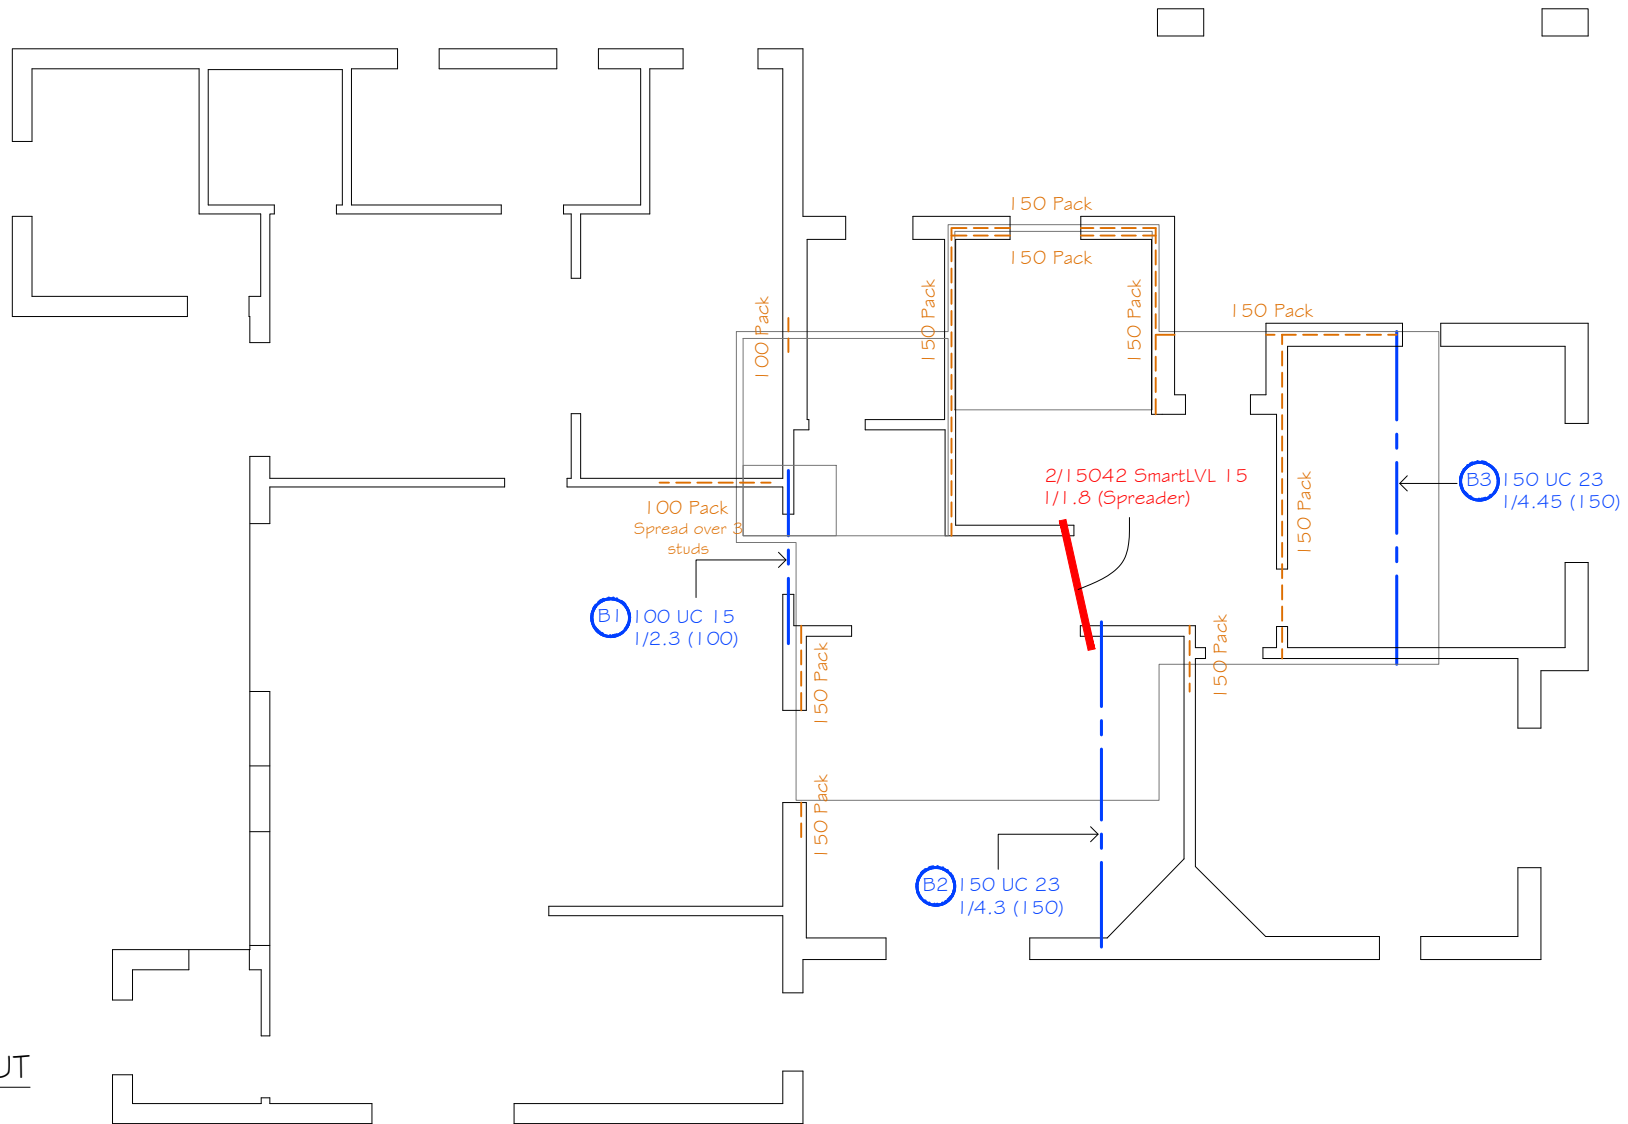 150 Pack
150 Pack
100 Pack
150 Pack
150 Pack
150 Pack
2/15042 SmartLVL 15
1/1.8 (Spreader)
B3 150 UC 23
1/4.45 (150)
100 Pack
Spread over 3
studs
150 Pack
B1 100 UC 15
1/2.3 (100)
150 Pack
150 Pack
150 Pack
B2 150 UC 23
1/4.3 (150)
UT